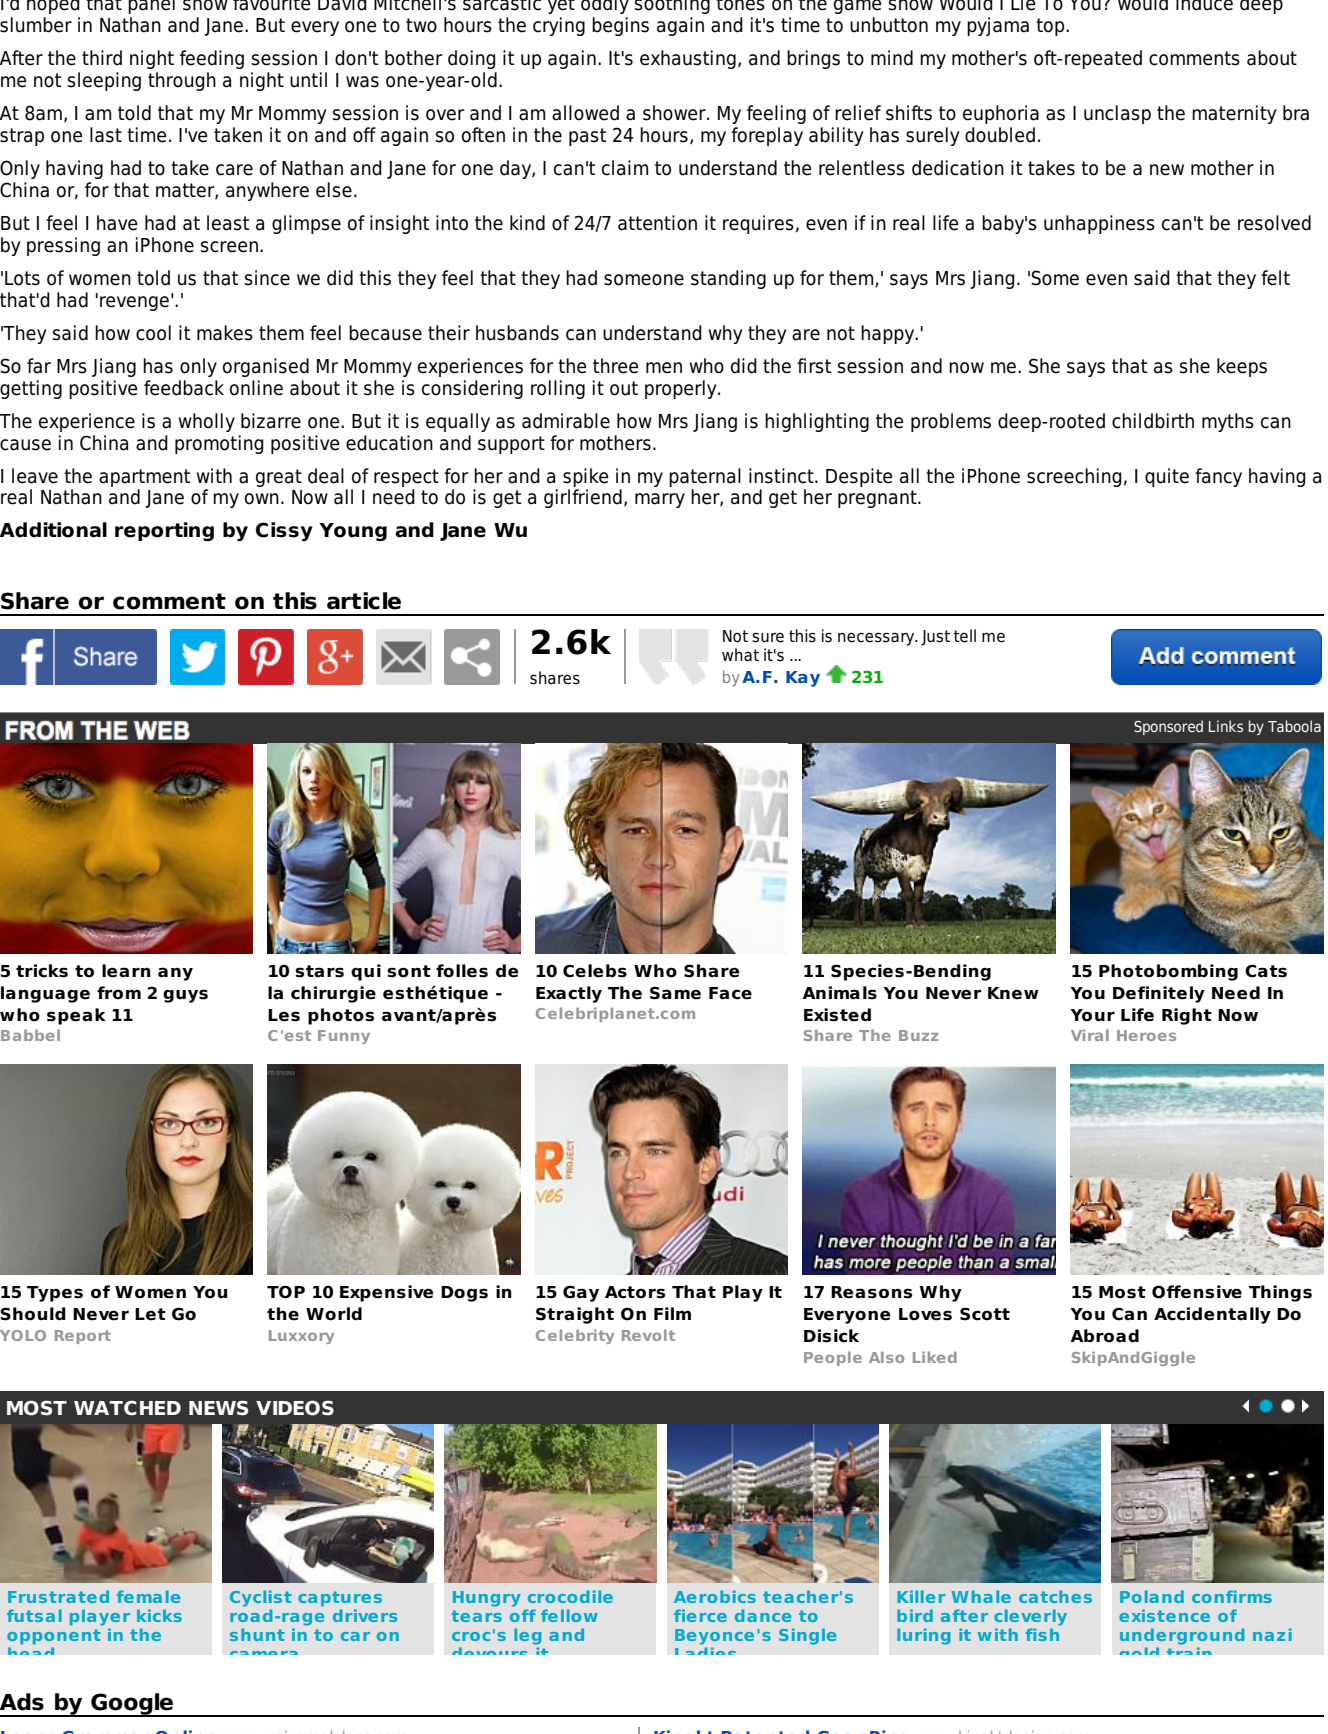 I'd hoped that panel show favourite David Mitchell's sarcastic yet oddly soothing tones on the game show Would I Lie To You? would induce deep
slumber in Nathan and Jane. But every one to two hours the crying begins again and it's time to unbutton my pyjama top.
After the third night feeding session I don't bother doing it up again. It's exhausting, and brings to mind my mother's oft-repeated comments about
me not sleeping through a night until I was one-year-old.
At 8am, I am told that my Mr Mommy session is over and I am allowed a shower. My feeling of relief shifts to euphoria as I unclasp the maternity bra
strap one last time. I've taken it on and off again so often in the past 24 hours, my foreplay ability has surely doubled.
Only having had to take care of Nathan and Jane for one day, I can't claim to understand the relentless dedication it takes to be a new mother in
China or, for that matter, anywhere else.
But I feel I have had at least a glimpse of insight into the kind of 24/7 attention it requires, even if in real life a baby's unhappiness can't be resolved
by pressing an iPhone screen.
'Lots of women told us that since we did this they feel that they had someone standing up for them,' says Mrs Jiang. 'Some even said that they felt
that'd had 'revenge'.'
'They said how cool it makes them feel because their husbands can understand why they are not happy.'
So far Mrs Jiang has only organised Mr Mommy experiences for the three men who did the first session and now me. She says that as she keeps
getting positive feedback online about it she is considering rolling it out properly.
The experience is a wholly bizarre one. But it is equally as admirable how Mrs Jiang is highlighting the problems deep-rooted childbirth myths can
cause in China and promoting positive education and support for mothers.
I leave the apartment with a great deal of respect for her and a spike in my paternal instinct. Despite all the iPhone screeching, I quite fancy having a
real Nathan and Jane of my own. Now all I need to do is get a girlfriend, marry her, and get her pregnant.
Additional reporting by Cissy Young and Jane Wu
Share or comment on this article
Share
2.6k
shares
Not sure this is necessary. Just tell me
what it's ...
by A.F. Kay 231
Add comment
FROM THE WEB
Sponsored Links by Taboola
5 tricks to learn any
language from 2 guys
who speak 11
Babbel
10 stars qui sont folles de
la chirurgie esthétique -
Les photos avant/après
C'est Funny
10 Celebs Who Share
Exactly The Same Face
Celebriplanet.com
11 Species-Bending
Animals You Never Knew
Existed
Share The Buzz
15 Photobombing Cats
You Definitely Need In
Your Life Right Now
Viral Heroes
15 Types of Women You
Should Never Let Go
YOLO Report
TOP 10 Expensive Dogs in
the World
Luxxory
R
PROJECT
ves
udi
15 Gay Actors That Play It
Straight On Film
Celebrity Revolt
I never thought I'd be in a far
has more people than a smal
17 Reasons Why
Everyone Loves Scott
Disick
People Also Liked
15 Most Offensive Things
You Can Accidentally Do
Abroad
SkipAndGiggle
MOST WATCHED NEWS VIDEOS
Frustrated female
futsal player kicks
opponent in the
head
Cyclist captures
road-rage drivers
shunt in to car on
camera
Hungry crocodile
tears off fellow
croc's leg and
devours it
Aerobics teacher's
fierce dance to
Beyonce's Single
Ladies
Killer Whale catches
bird after cleverly
luring it with fish
Poland confirms
existence of
underground nazi
gold train
Ads by Google